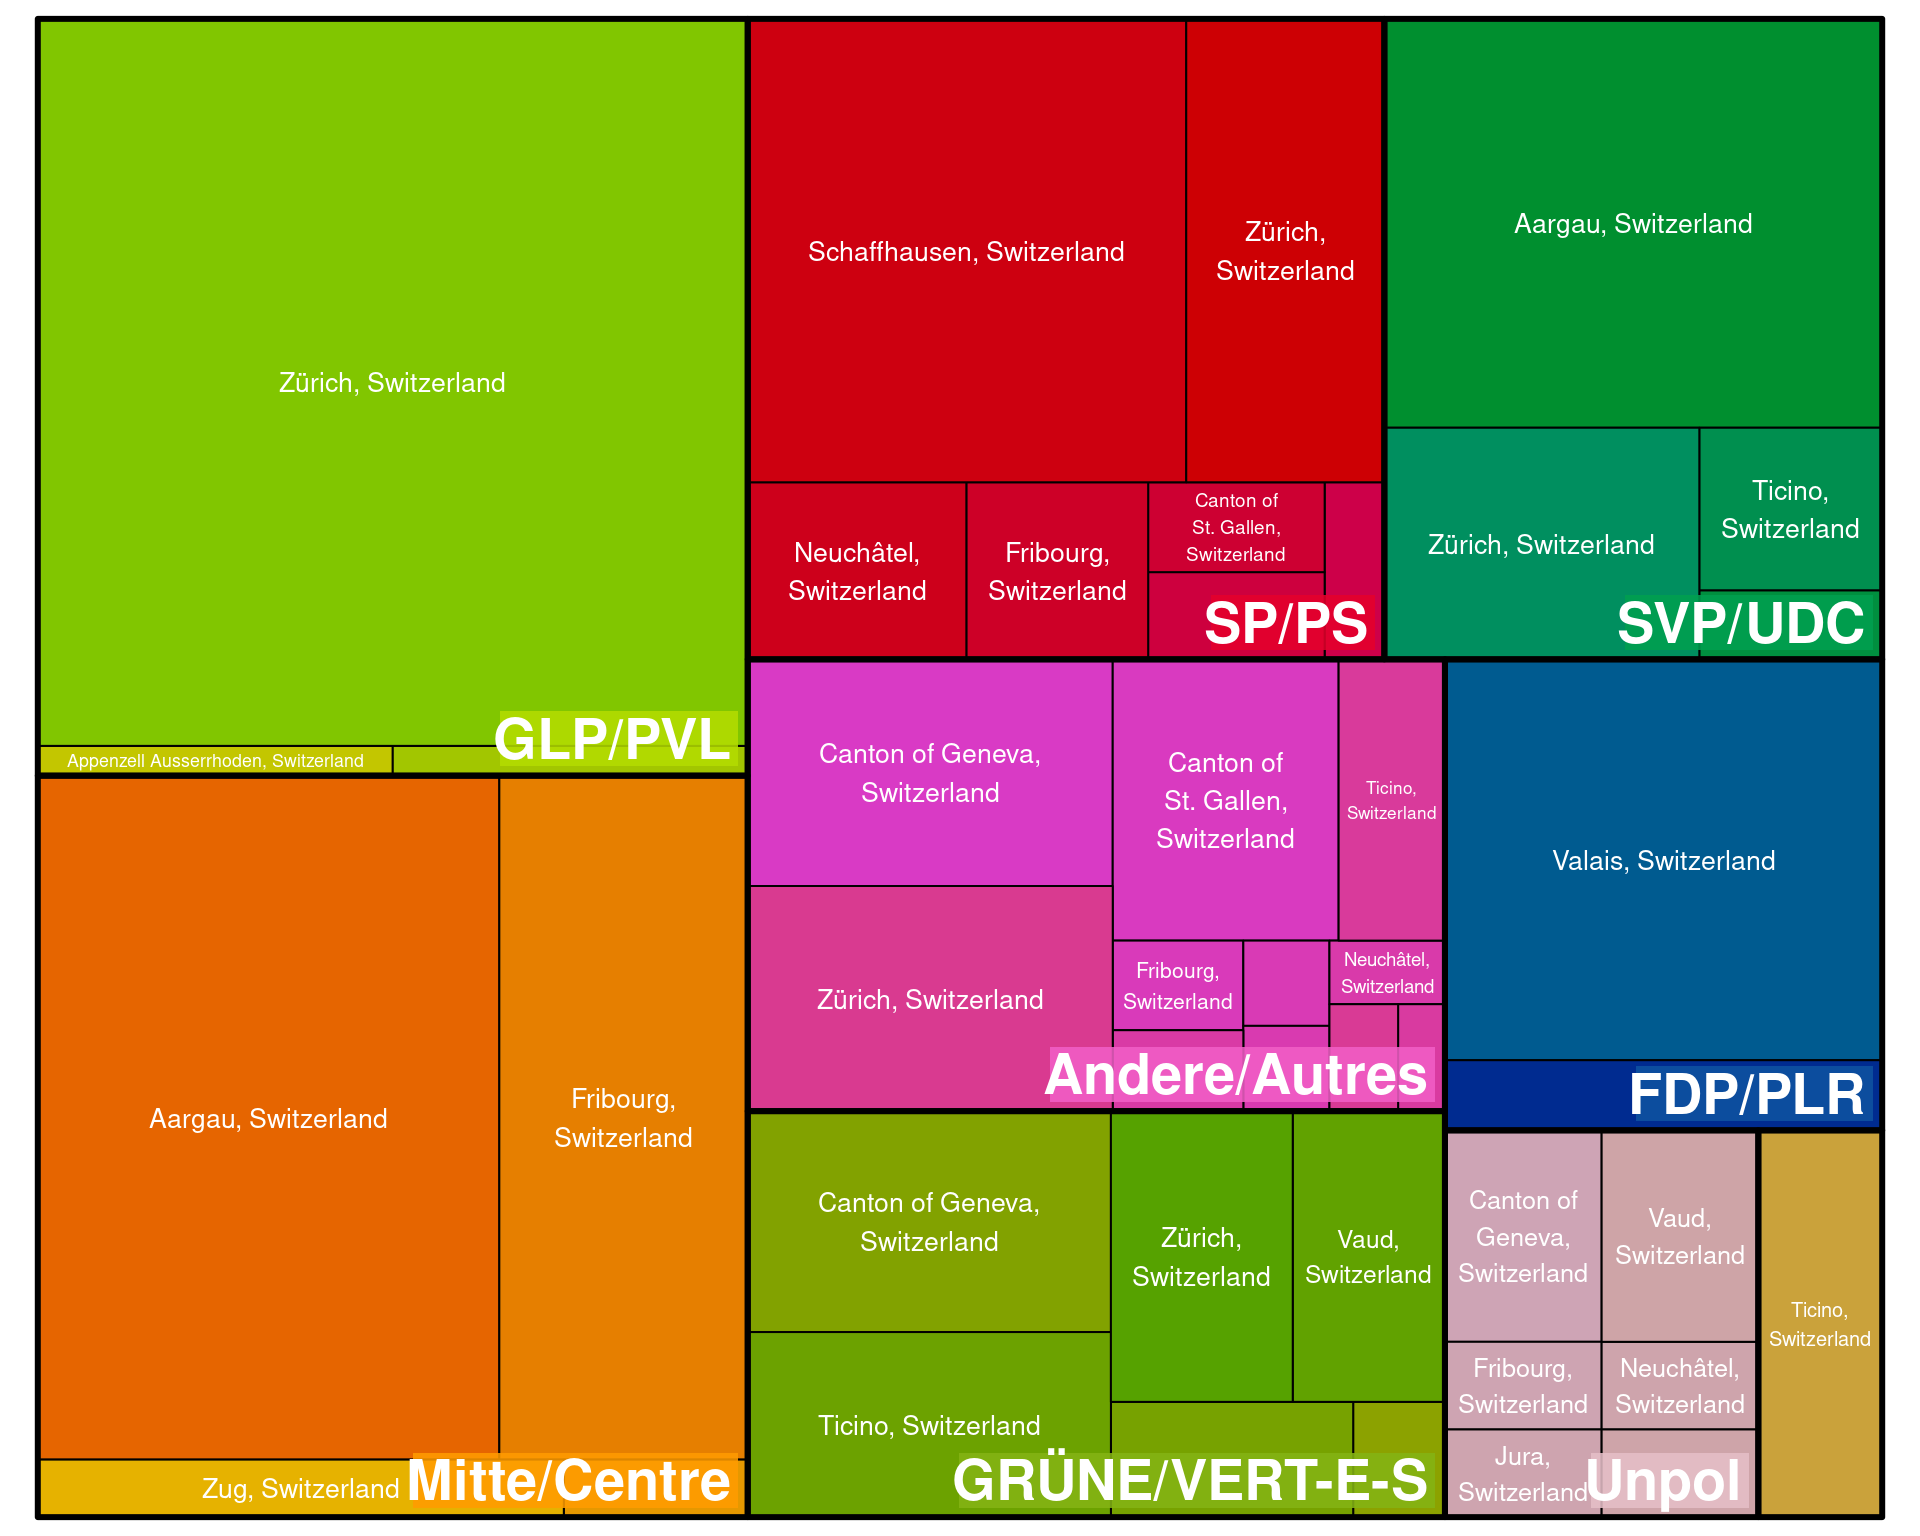 Zürich, Switzerland
Appenzell Ausserrhoden, Switzerland
GLP/PVL
Aargau, Switzerland
Fribourg,
Switzerland
Zug, Switzerland
Mitte/Centre
Schaffhausen, Switzerland
Zürich,
Switzerland
Neuchâtel,
Switzerland
Fribourg,
Switzerland
Canton of
St. Gallen,
Switzerland
SP/PS
Aargau, Switzerland
Zürich, Switzerland
Ticino,
Switzerland
SVP/UDC
Canton of Geneva,
Switzerland
Zürich, Switzerland
Canton of
St. Gallen,
Switzerland
Ticino,
Switzerland
Fribourg,
Switzerland
Neuchâtel,
Switzerland
Andere/Autres
Valais, Switzerland
FDP/PLR
Canton of Geneva,
Switzerland
Ticino, Switzerland
Zürich,
Switzerland
Vaud,
Switzerland
GRÜNE/VERT-E-S
Canton of
Geneva,
Switzerland
Vaud,
Switzerland
Fribourg,
Switzerland
Neuchâtel,
Switzerland
Jura,
Switzerland
Unpol
Ticino,
Switzerland